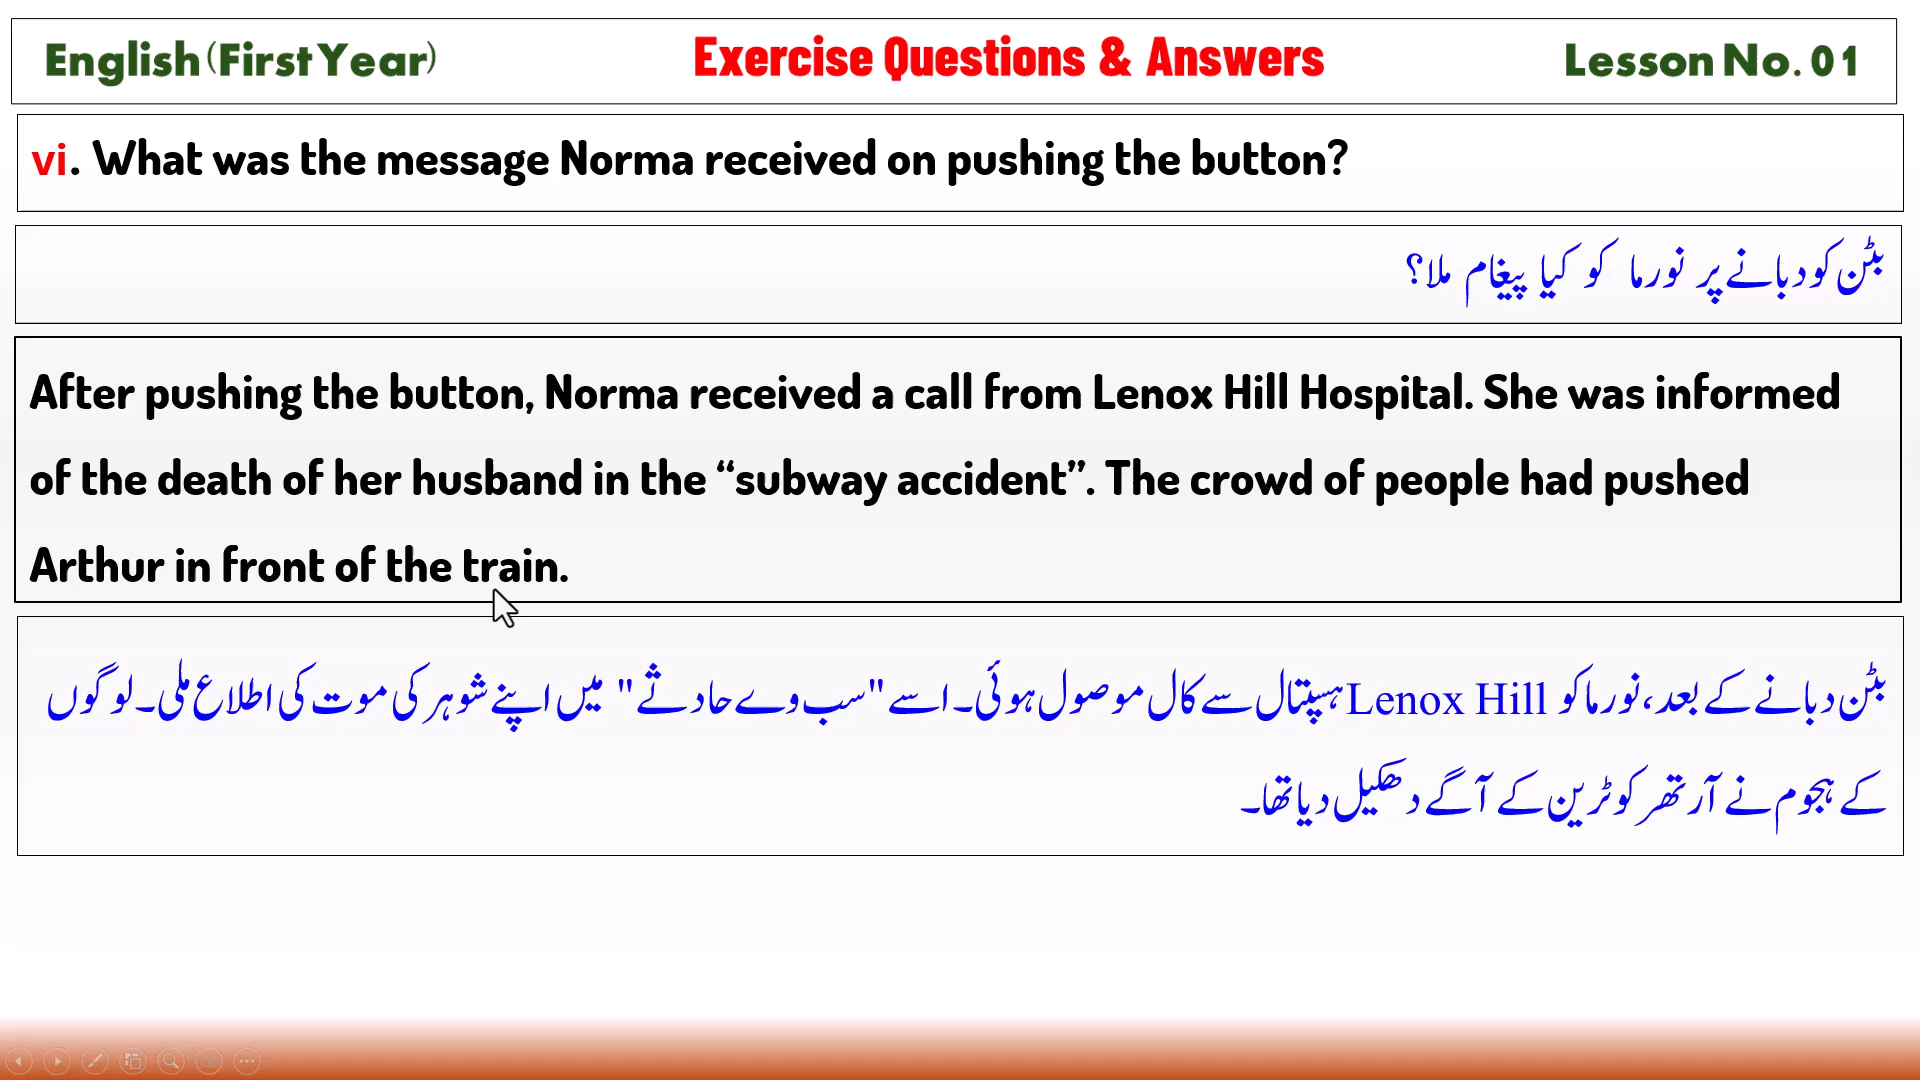 English (First Year)
Exercise Questions & Answers
Lesson No. 01
vi. What was the message Norma received on pushing the button?
بٹن کو دبانے پر نورما کو کیا پیغام ملا؟
After pushing the button, Norma received a call from Lenox Hill Hospital. She was informed
of the death of her husband in the “subway accident”. The crowd of people had pushed
Arthur in front of the train.
بٹن دبانے کے بعد، نورما کو Lenox Hill ہسپتال سے کال موصول ہوئی۔ اسے "سب وے حادثے" میں اپنے شوہر کی موت کی اطلاع ملی۔ لوگوں
کے ہجوم نے آرتھر کو ٹرین کے آگے دھکیل دیا تھا۔